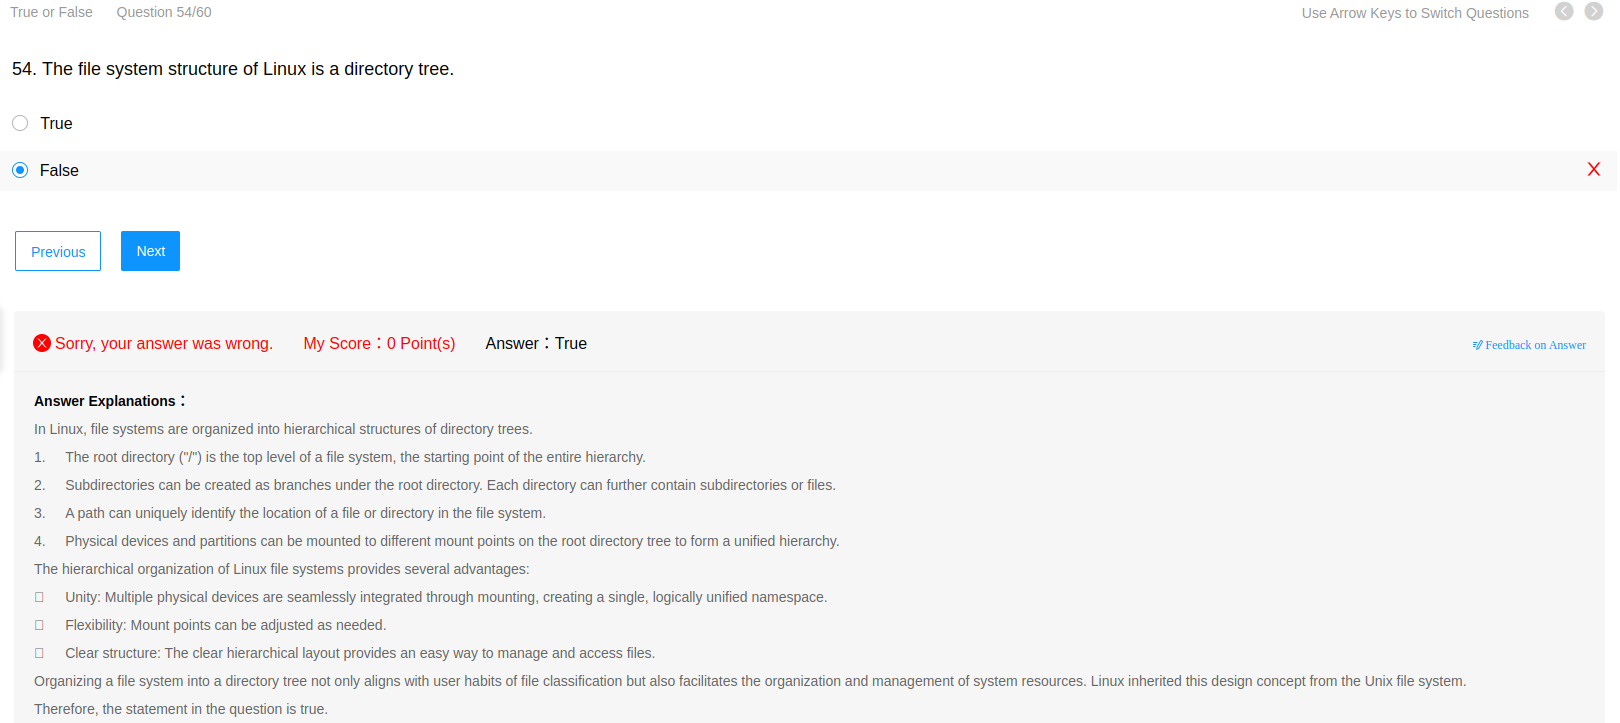 True or False Question 54/60 Use Arrow Keys to Switch Questions
54. The file system structure of Linux is a directory tree.
True
False
Previous Next
Sorry, your answer was wrong. My Score：0 Point(s) Answer：True Feedback on Answer
Answer Explanations：
In Linux, file systems are organized into hierarchical structures of directory trees.
1. The root directory ("/") is the top level of a file system, the starting point of the entire hierarchy.
2. Subdirectories can be created as branches under the root directory. Each directory can further contain subdirectories or files.
3. A path can uniquely identify the location of a file or directory in the file system.
4. Physical devices and partitions can be mounted to different mount points on the root directory tree to form a unified hierarchy.
The hierarchical organization of Linux file systems provides several advantages:
Unity: Multiple physical devices are seamlessly integrated through mounting, creating a single, logically unified namespace.
Flexibility: Mount points can be adjusted as needed.
Clear structure: The clear hierarchical layout provides an easy way to manage and access files.
Organizing a file system into a directory tree not only aligns with user habits of file classification but also facilitates the organization and management of system resources. Linux inherited this design concept from the Unix file system.
Therefore, the statement in the question is true.